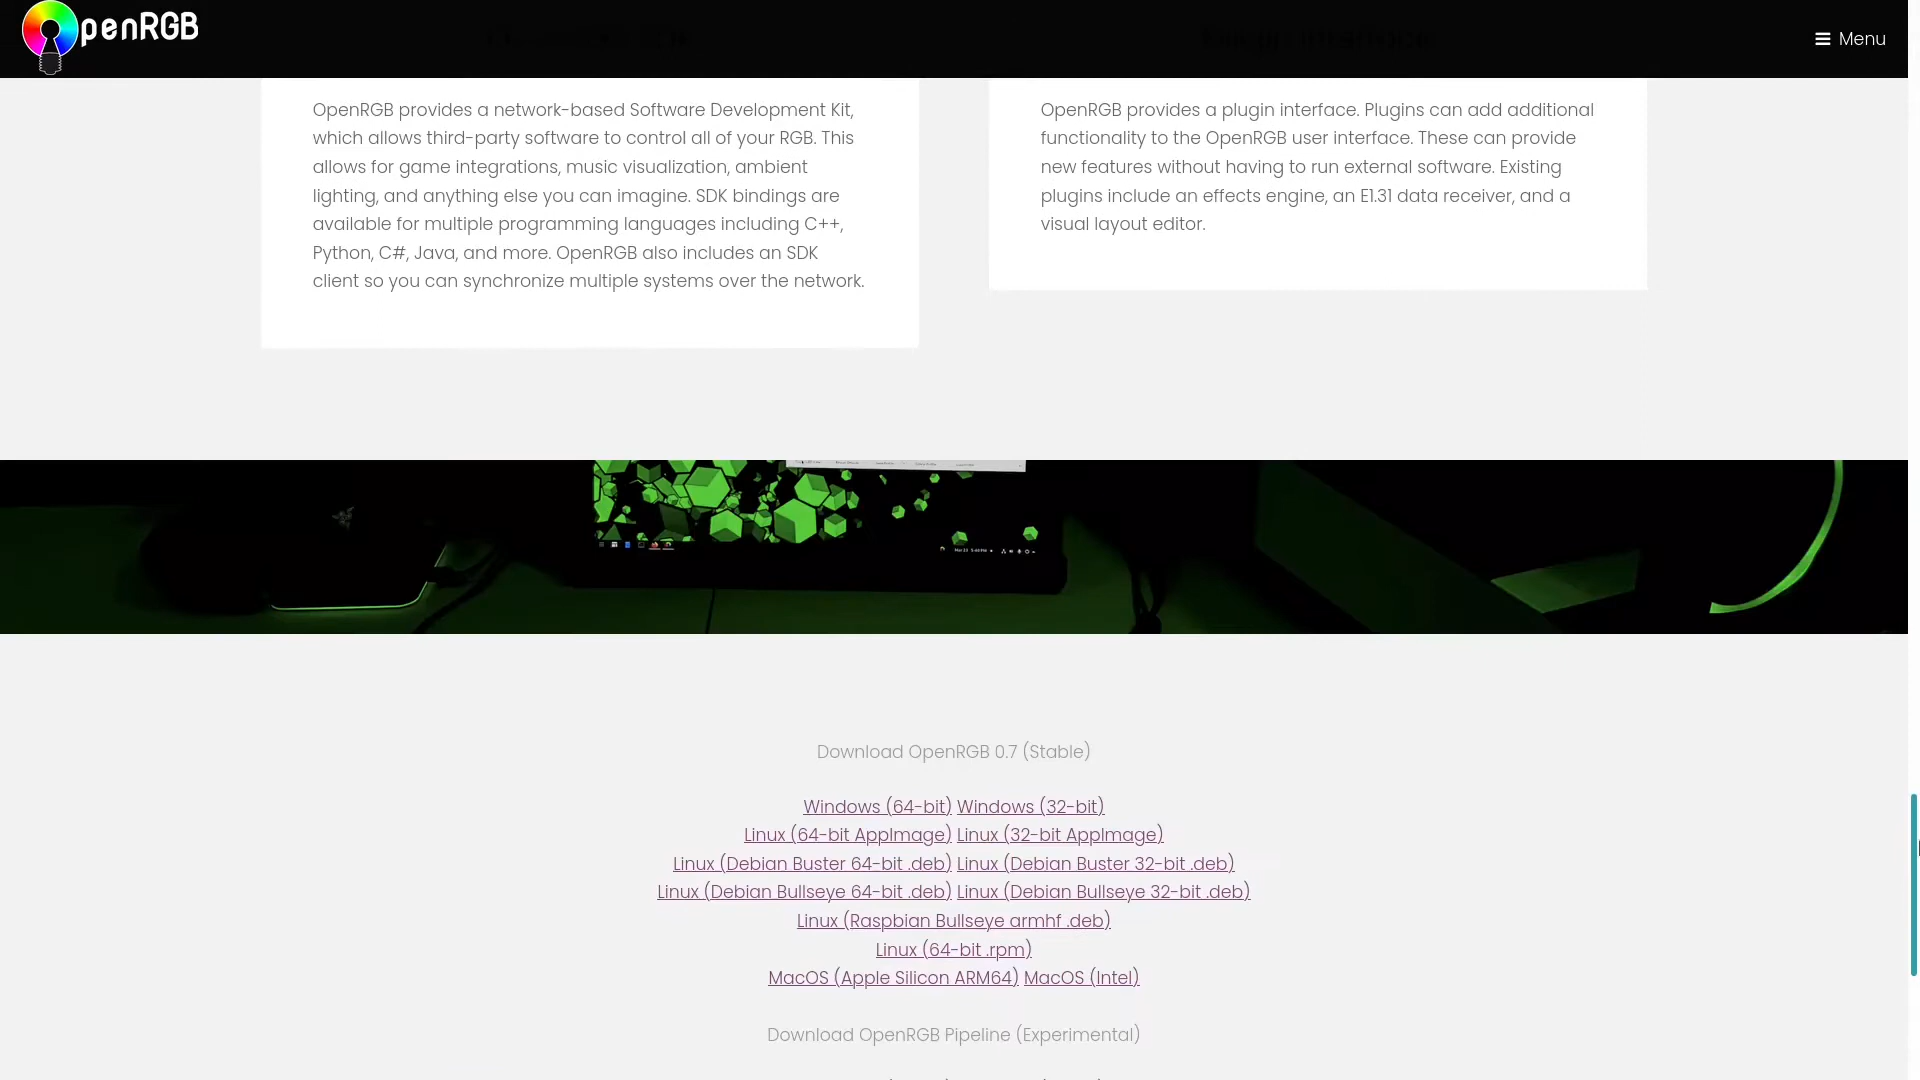 penRGB
Menu
OpenRGB provides a network-based Software Development Kit,
which allows third-party software to control all of your RGB. This
allows for game integrations, music visualization, ambient
lighting, and anything else you can imagine. SDK bindings are
available for multiple programming languages including C++,
Python, C#, Java, and more. OpenRGB also includes an SDK
client so you can synchronize multiple systems over the network.
OpenRGB provides a plugin interface. Plugins can add additional
functionality to the OpenRGB user interface. These can provide
new features without having to run external software. Existing
plugins include an effects engine, an E1.31 data receiver, and a
visual layout editor.
Download OpenRGB 0.7 (Stable)
Windows (64-bit) Windows (32-bit)
Linux (64-bit AppImage) Linux (32-bit AppImage)
Linux (Debian Buster 64-bit .deb) Linux (Debian Buster 32-bit .deb)
Linux (Debian Bullseye 64-bit .deb) Linux (Debian Bullseye 32-bit .deb)
Linux (Raspbian Bullseye armhf .deb)
Linux (64-bit .rpm)
MacOS (Apple Silicon ARM64) MacOS (Intel)
Download OpenRGB Pipeline (Experimental)